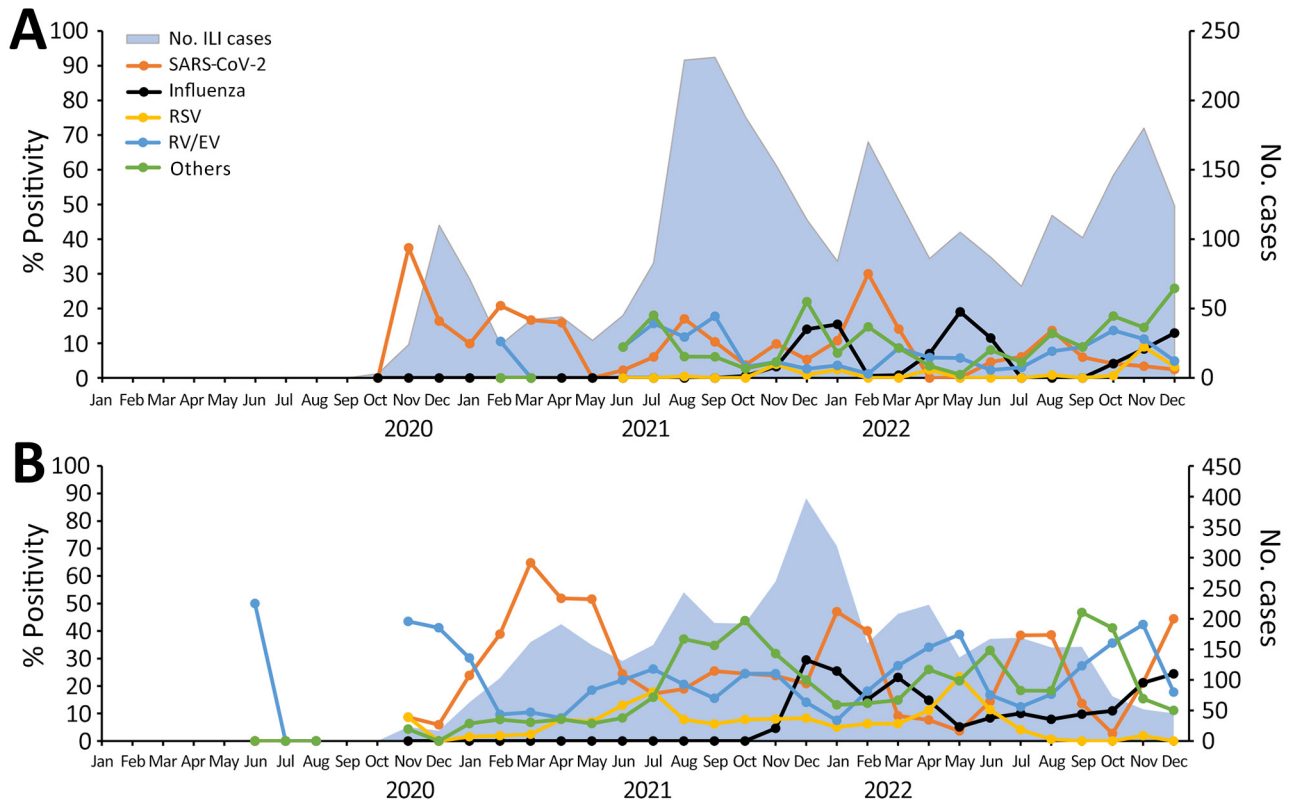 A
100
90
80
70
60
50
40
30
20
10
0
% Positivity
250
200
150
100
50
0
No. cases
No. ILI cases
SARS-CoV-2
Influenza
RSV
RV/EV
Others
Jan Feb Mar Apr May Jun Jul Aug Sep Oct Nov Dec Jan Feb Mar Apr May Jun Jul Aug Sep Oct Nov Dec Jan Feb Mar Apr May Jun Jul Aug Sep Oct Nov Dec
2020 2021 2022
B
100
90
80
70
60
50
40
30
20
10
0
% Positivity
450
400
350
300
250
200
150
100
50
0
No. cases
Jan Feb Mar Apr May Jun Jul Aug Sep Oct Nov Dec Jan Feb Mar Apr May Jun Jul Aug Sep Oct Nov Dec Jan Feb Mar Apr May Jun Jul Aug Sep Oct Nov Dec
2020 2021 2022